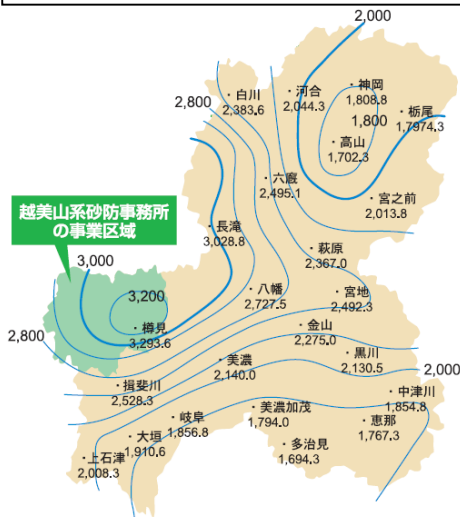 2,000
・白川
2,383.6
・河合
2,044.3
・神岡
1,808.8
2,800
1,800
・栃尾
1,7974.3
・高山
1,702.3
・六厩
2,495.1
・宮之前
2,013.8
越美山系砂防事務所
の事業区域
・長滝
3,028.8
・萩原
2,367.0
3,000
3,200
・八幡
2,727.5
・宮地
2,492.3
・樽見
3,293.6
2,800
・金山
2,275.0
・美濃
2,140.0
・黒川
2,130.5
2,000
・揖斐川
2,528.3
・中津川
1,854.8
・岐阜
1,856.8
・美濃加茂
1,794.0
・恵那
1,767.3
・大垣
1,910.6
・多治見
1,694.3
・上石津
2,008.3